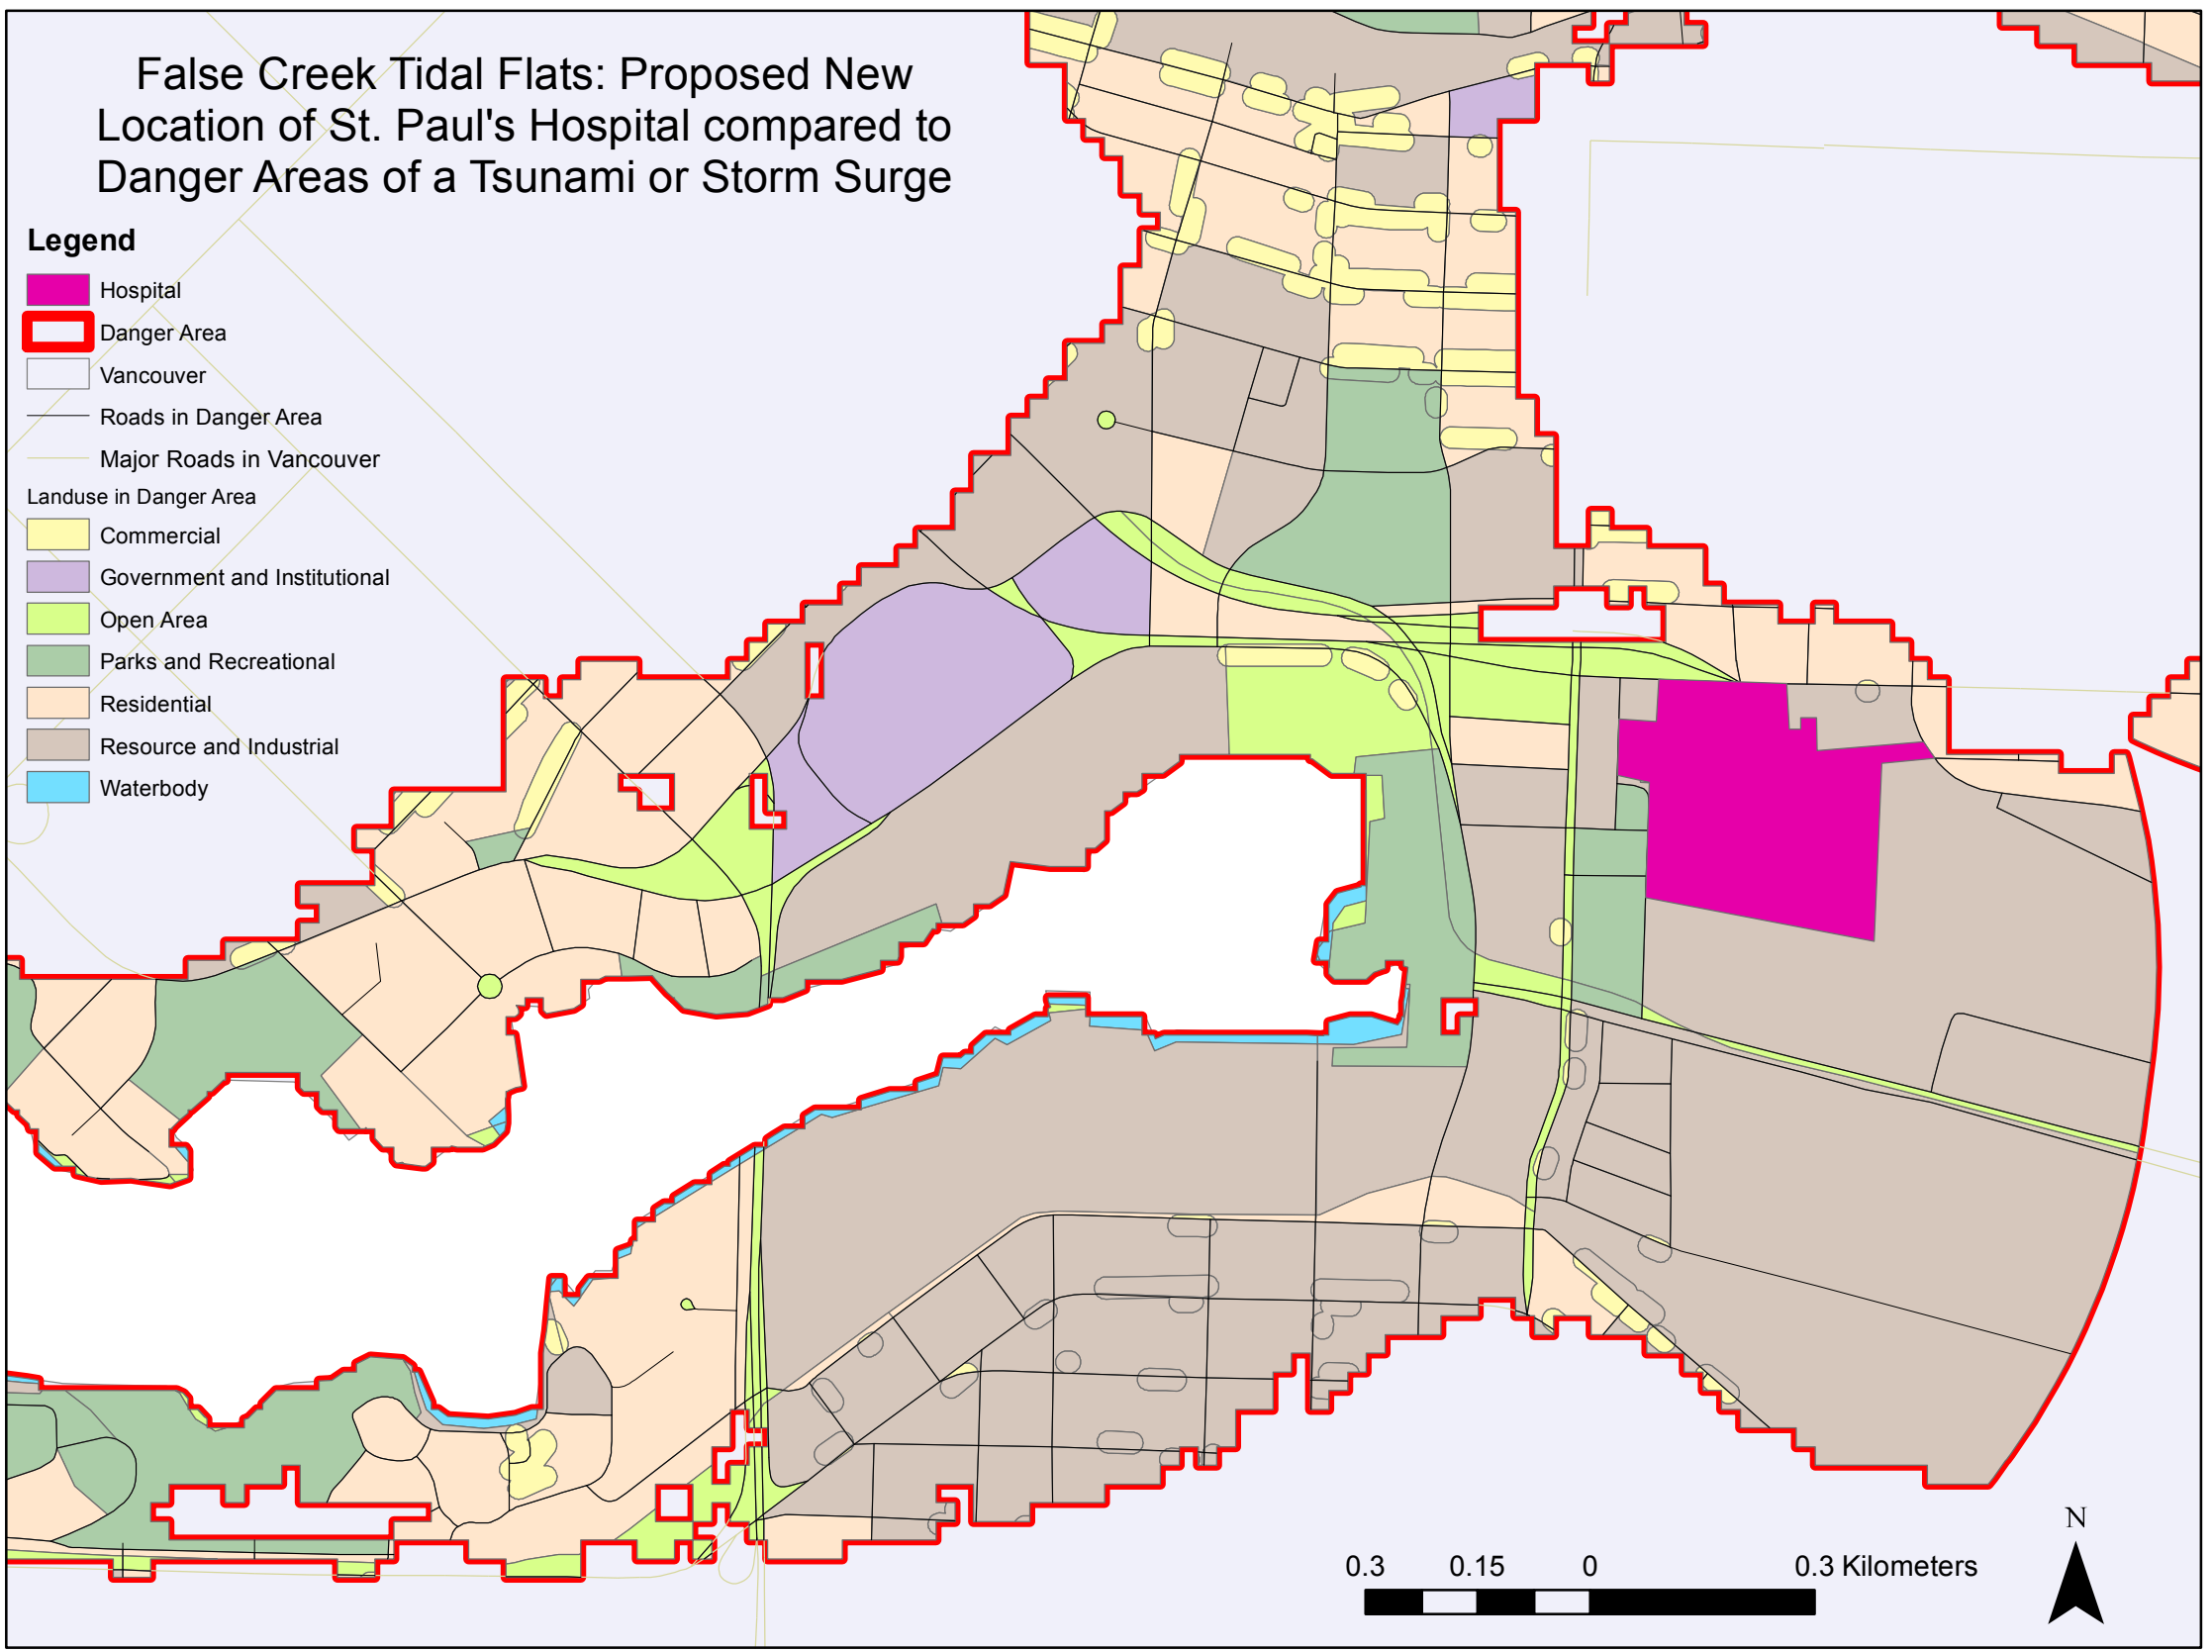 False Creek Tidal Flats: Proposed New
Location of St. Paul's Hospital compared to
Danger Areas of a Tsunami or Storm Surge
Legend
Hospital
Danger Area
Vancouver
Roads in Danger Area
Major Roads in Vancouver
Landuse in Danger Area
Commercial
Government and Institutional
Open Area
Parks and Recreational
Residential
Resource and Industrial
Waterbody
N
0.3 0.15 0 0.3 Kilometers